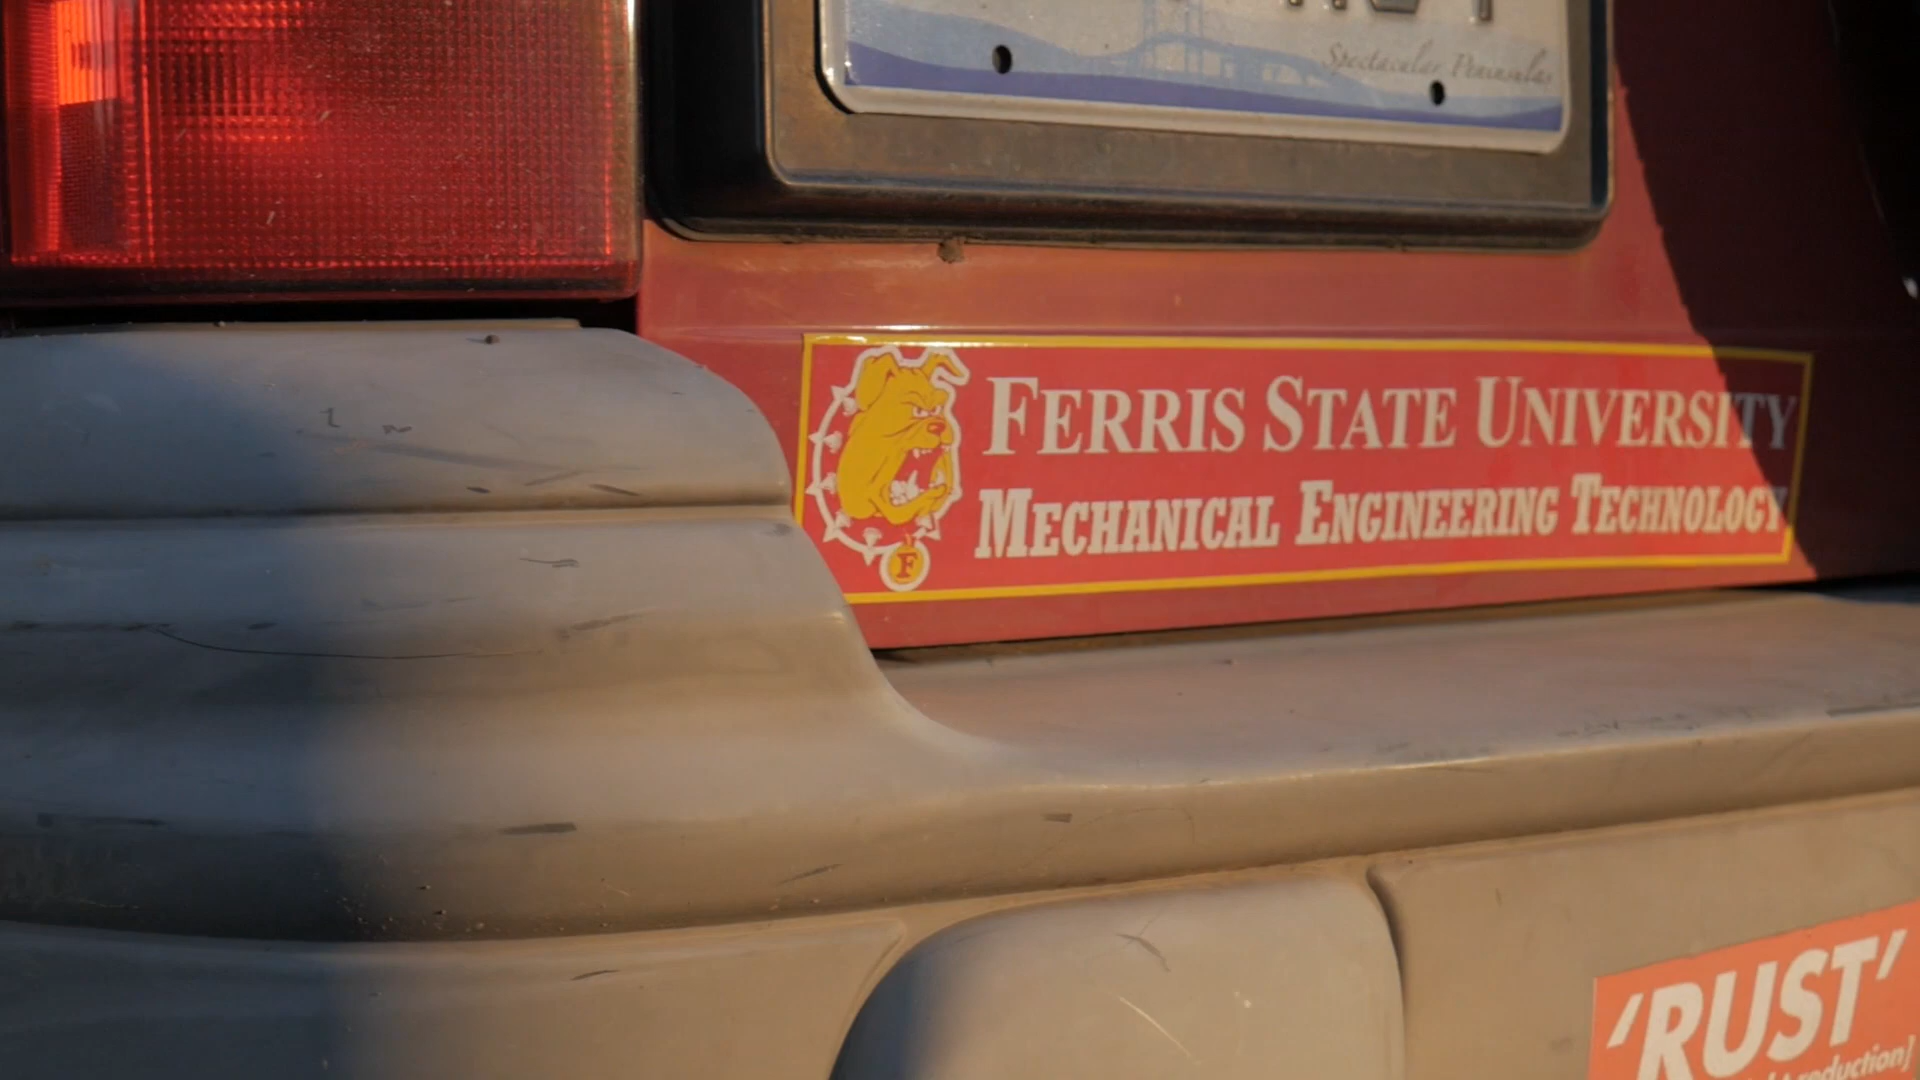 Spectacular Peninsulas
FERRIS STATE UNIVERSITY
MECHANICAL ENGINEERING TECHNOLOGY
F
'RUST'